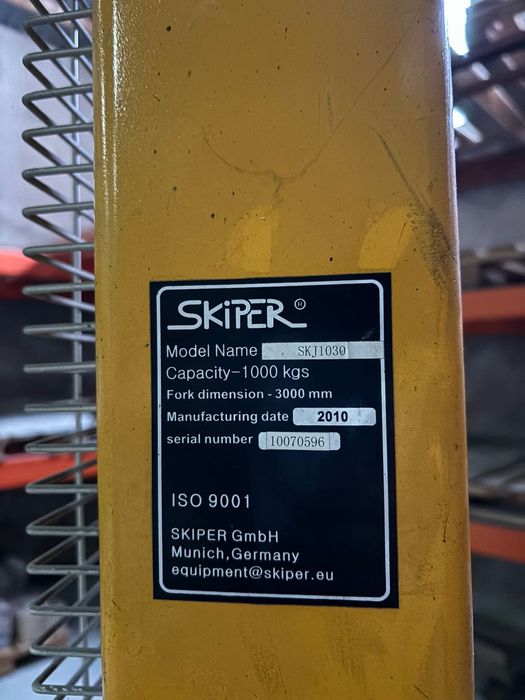 SKiPER®
Model Name SKJ1030
Capacity-1000 kgs
Fork dimension - 3000 mm
Manufacturing date 2010
serial number 10070596
ISO 9001
SKIPER GmbH
Munich,Germany
equipment@skiper.eu